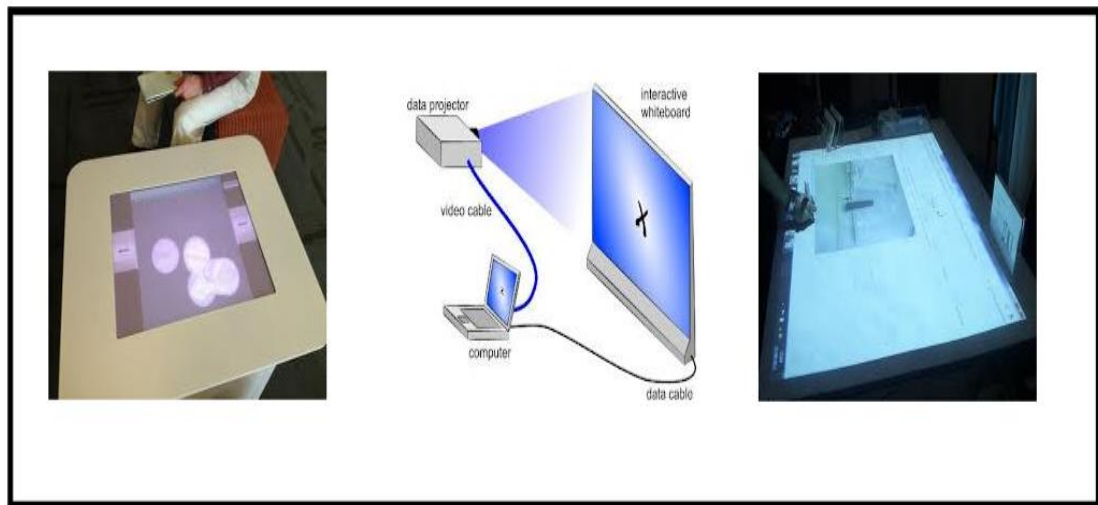 data projector
interactive
whiteboard
video cable
computer
data cable